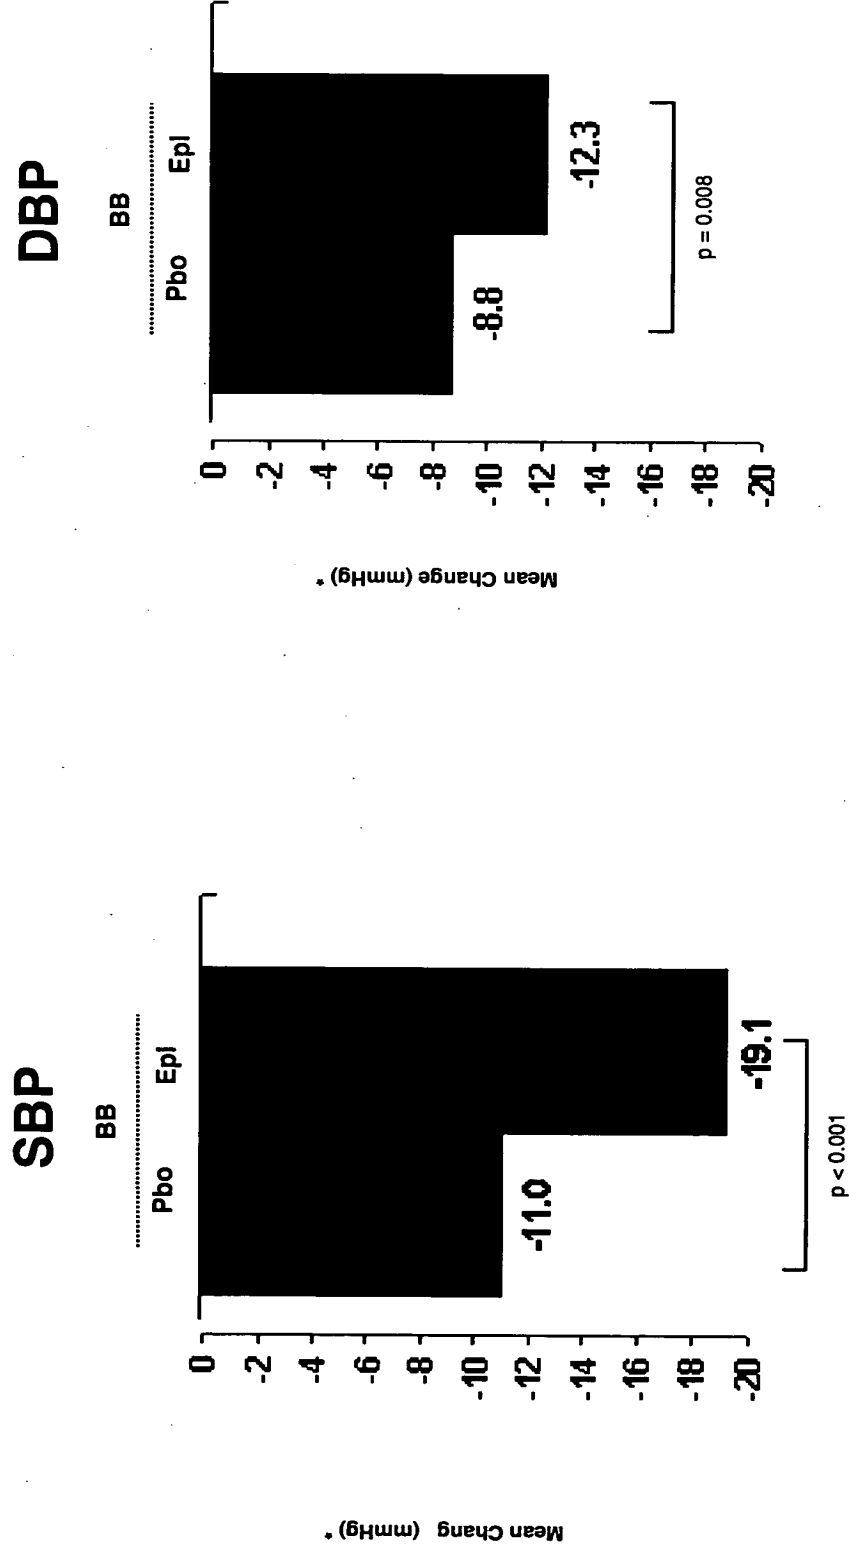 SBP
BB
Pbo Epl
0
-2
-4
-6
-8
-10
-12
-14
-16
-18
-20
Mean Chang (mmHg) *
-11.0
-19.1
p < 0.001
DBP
BB
Pbo Epl
0
-2
-4
-6
-8
-10
-12
-14
-16
-18
-20
Mean Change (mmHg) *
-8.8
-12.3
p = 0.008